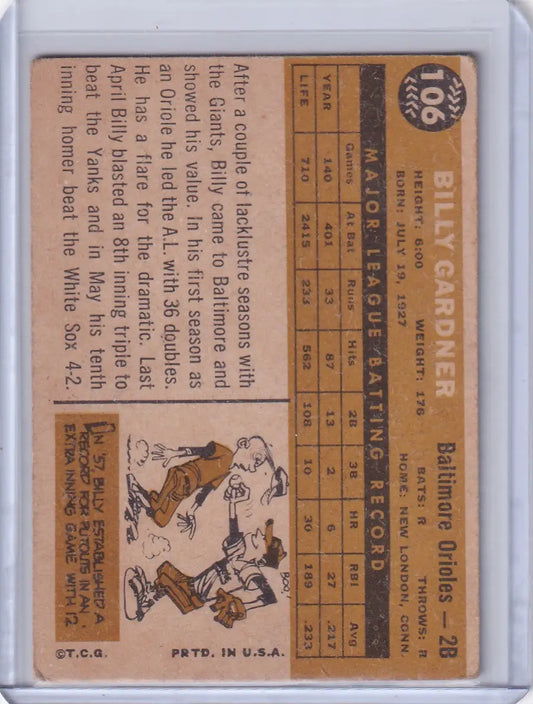 106
BILLY GARDNER
Baltimore Orioles — 2B
HEIGHT: 6:00 WEIGHT: 176 BATS: R THROWS: R
BORN: JULY 19, 1927 HOME: NEW LONDON, CONN.
MAJOR LEAGUE BATTING RECORD
Games At Bat Runs Hits 2B 3B HR RBI Avg
YEAR 140 401 33 87 13 2 6 27 .217
LIFE 710 2415 233 562 108 10 30 189 .233
After a couple of lacklustre seasons with
the Giants, Billy came to Baltimore and
showed his value. In his first season as
an Oriole he led the A.L. with 36 doubles.
He has a flare for the dramatic. Last
April Billy blasted an 8th inning triple to
beat the Yanks and in May his tenth
inning homer beat the White Sox 4-2.
BOO!
IN '57 BILLY ESTABLISHED A
RECORD FOR PUTOUTS IN AN
EXTRA INNING GAME WITH 12
©T.C.G. PRTD. IN U.S.A.